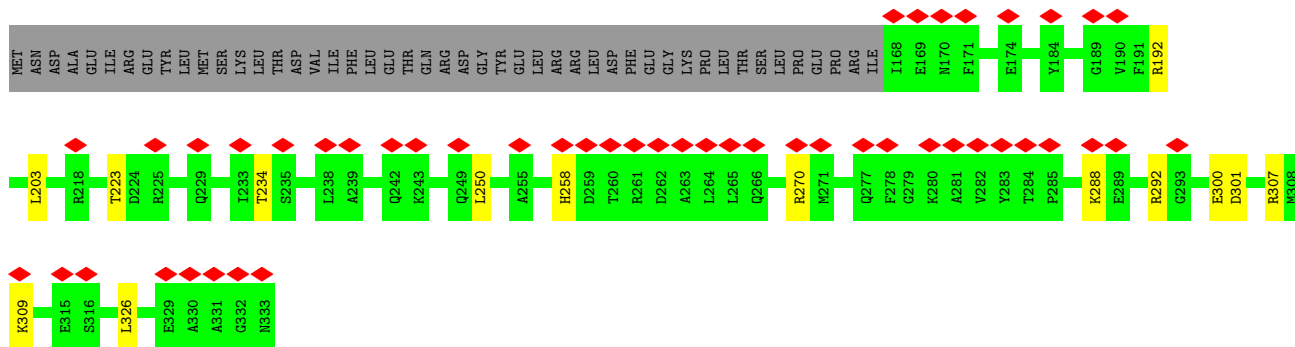 MET ASN ASP ALA GLU ILE ARG GLU TYR LEU MET SER LYS LEU THR ASP VAL ILE PHE LEU GLU THR GLN ARG ASP GLY TYR GLU LEU ARG ARG LEU ASP PHE GLU GLY LYS PRO LEU THR SER LEU PRO GLU PRO ARG ILE I168 E169 N170 F171 E174 Y184 G189 V190 F191 R192
L203 R218 T223 D224 R225 Q229 I233 T234 S235 L238 A239 Q242 K243 Q249 L250 A255 H258 D259 T260 R261 D262 A263 L264 L265 Q266 R270 M271 Q277 F278 G279 K280 A281 V282 Y283 T284 P285 K288 E289 R292 G293 E300 D301 R307 M308
K309 E315 S316 L326 E329 A330 A331 G332 N333